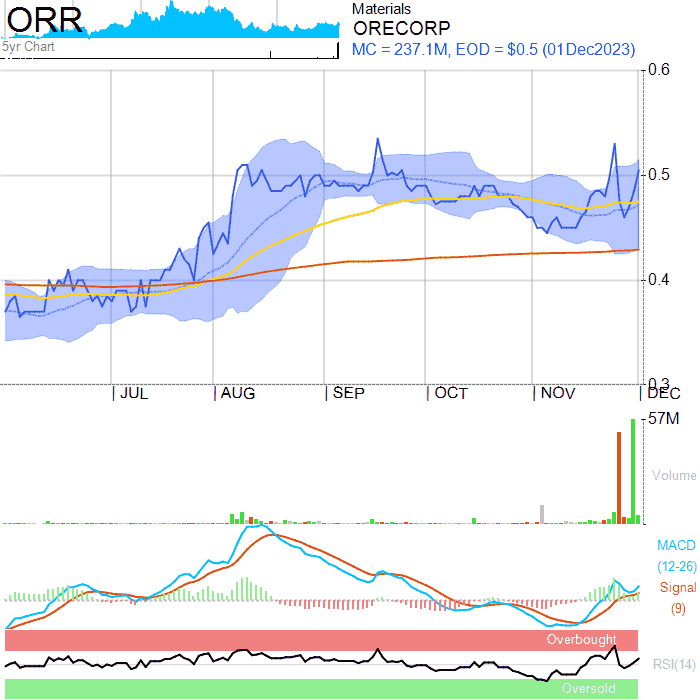 ORR
5yr Chart
Materials
ORECORP
MC = 237.1M, EOD = $0.5 (01Dec2023)
0.6
0.5
0.4
0.3
JUL
AUG
SEP
OCT
NOV
DEC
57M
Volume
MACD
(12-26)
Signal
(9)
Overbought
RSI(14)
Oversold